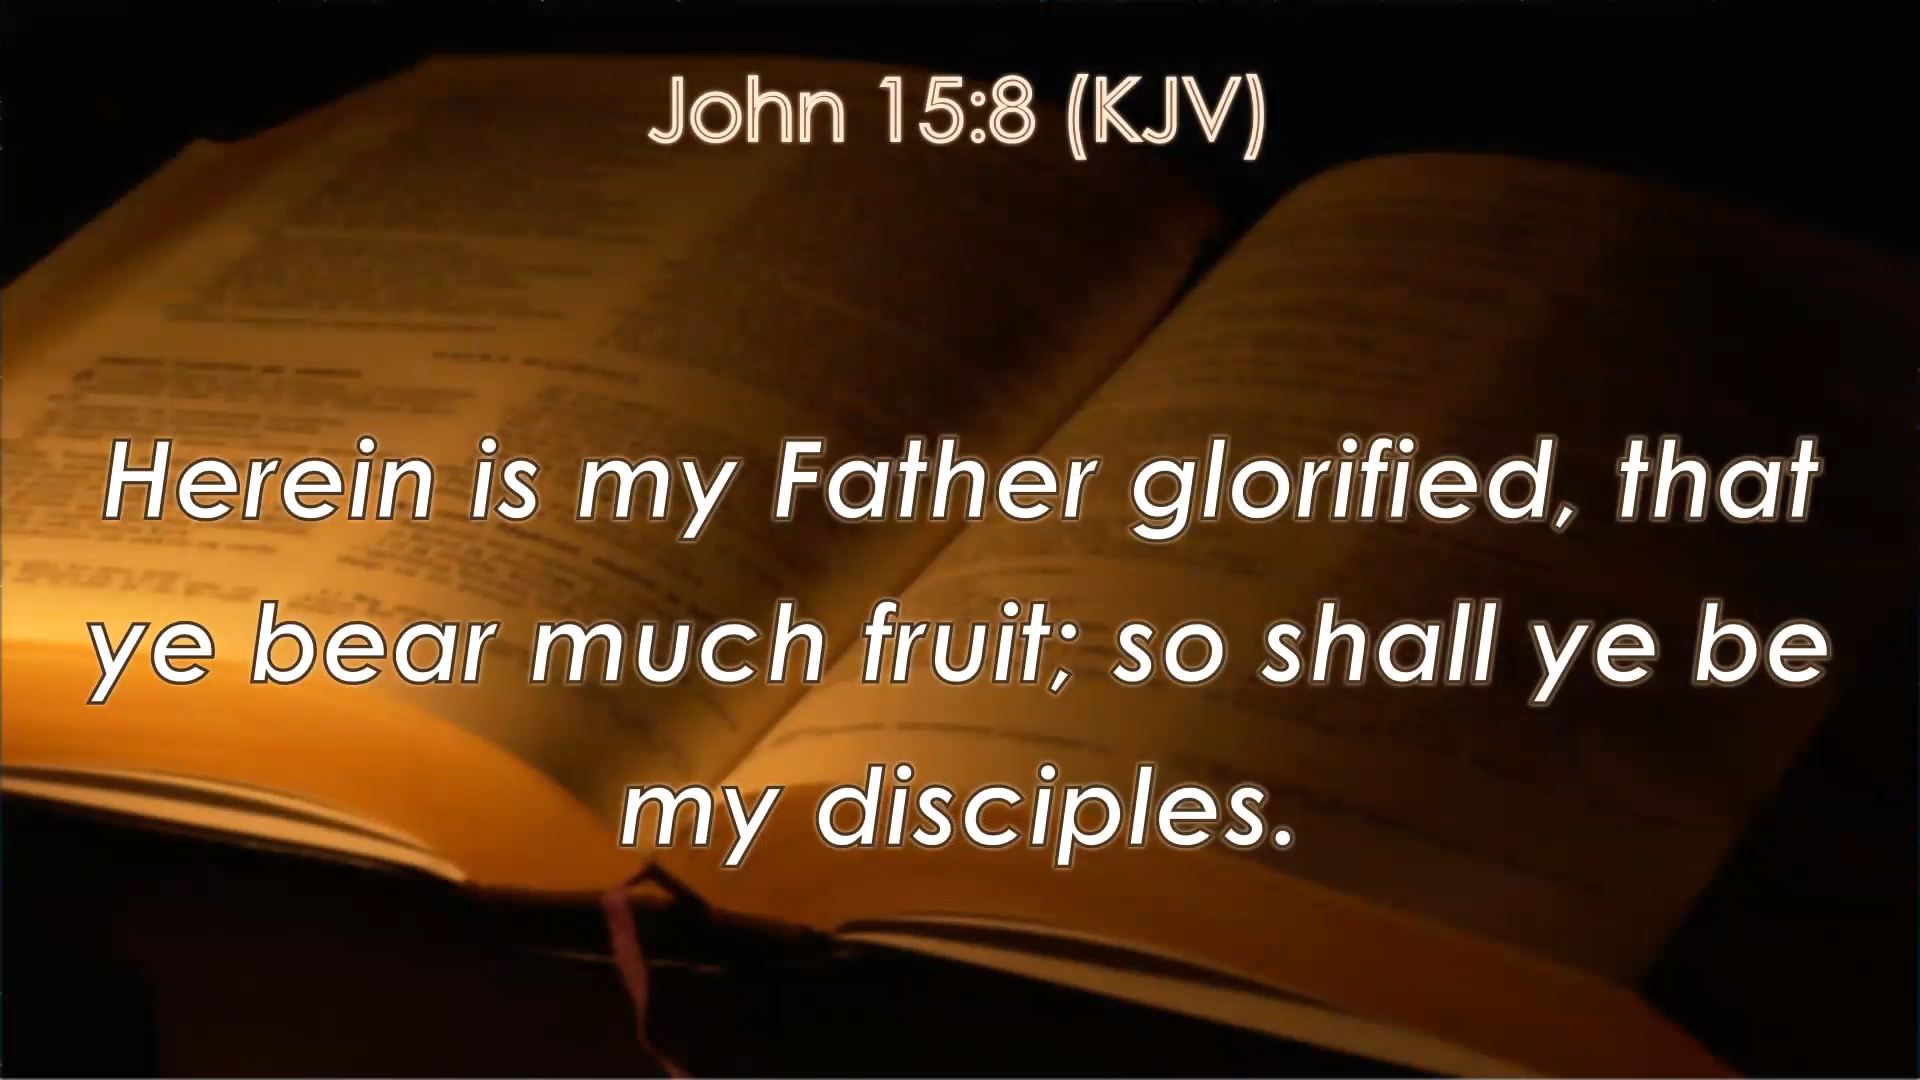 John 15:8 (KJV)
Herein is my Father glorified, that
ye bear much fruit; so shall ye be
my disciples.